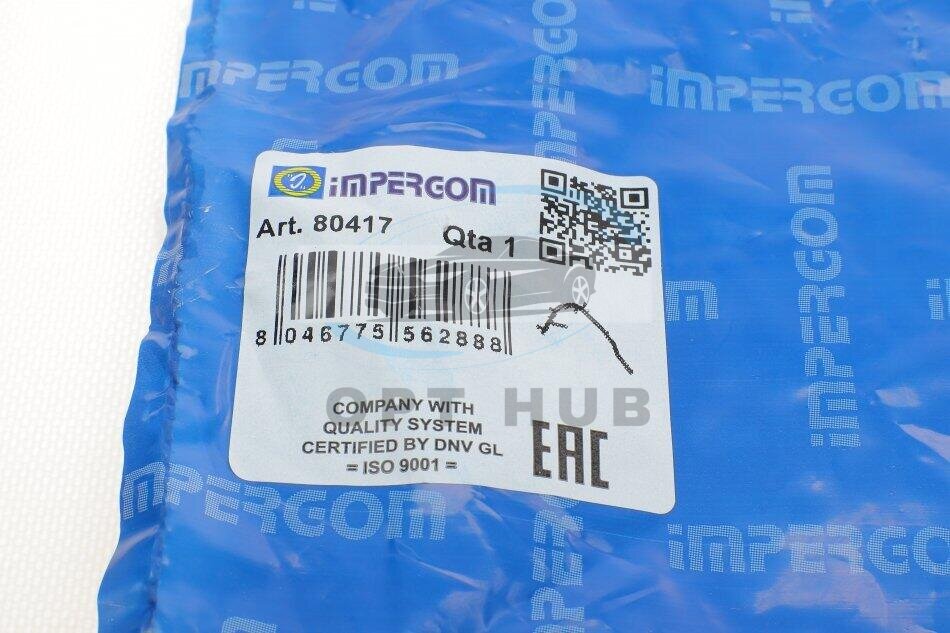 IMPERGOM
IMPERGOM
IMPERGOM
IMPERGOM
Art. 80417
Qta 1
8 046775 562888
OPT HUB
COMPANY WITH
QUALITY SYSTEM
CERTIFIED BY DNV GL
= ISO 9001 =
EAC
IMPERGOM
IMPERGOM
IMPERGO